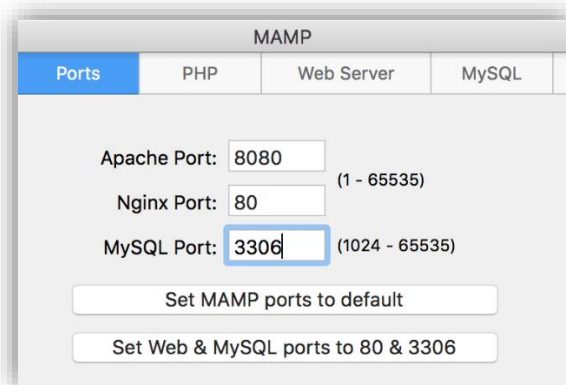 MAMP
Ports PHP Web Server MySQL
Apache Port: 8080
(1 - 65535)
Nginx Port: 80
MySQL Port: 3306 (1024 - 65535)
Set MAMP ports to default
Set Web & MySQL ports to 80 & 3306